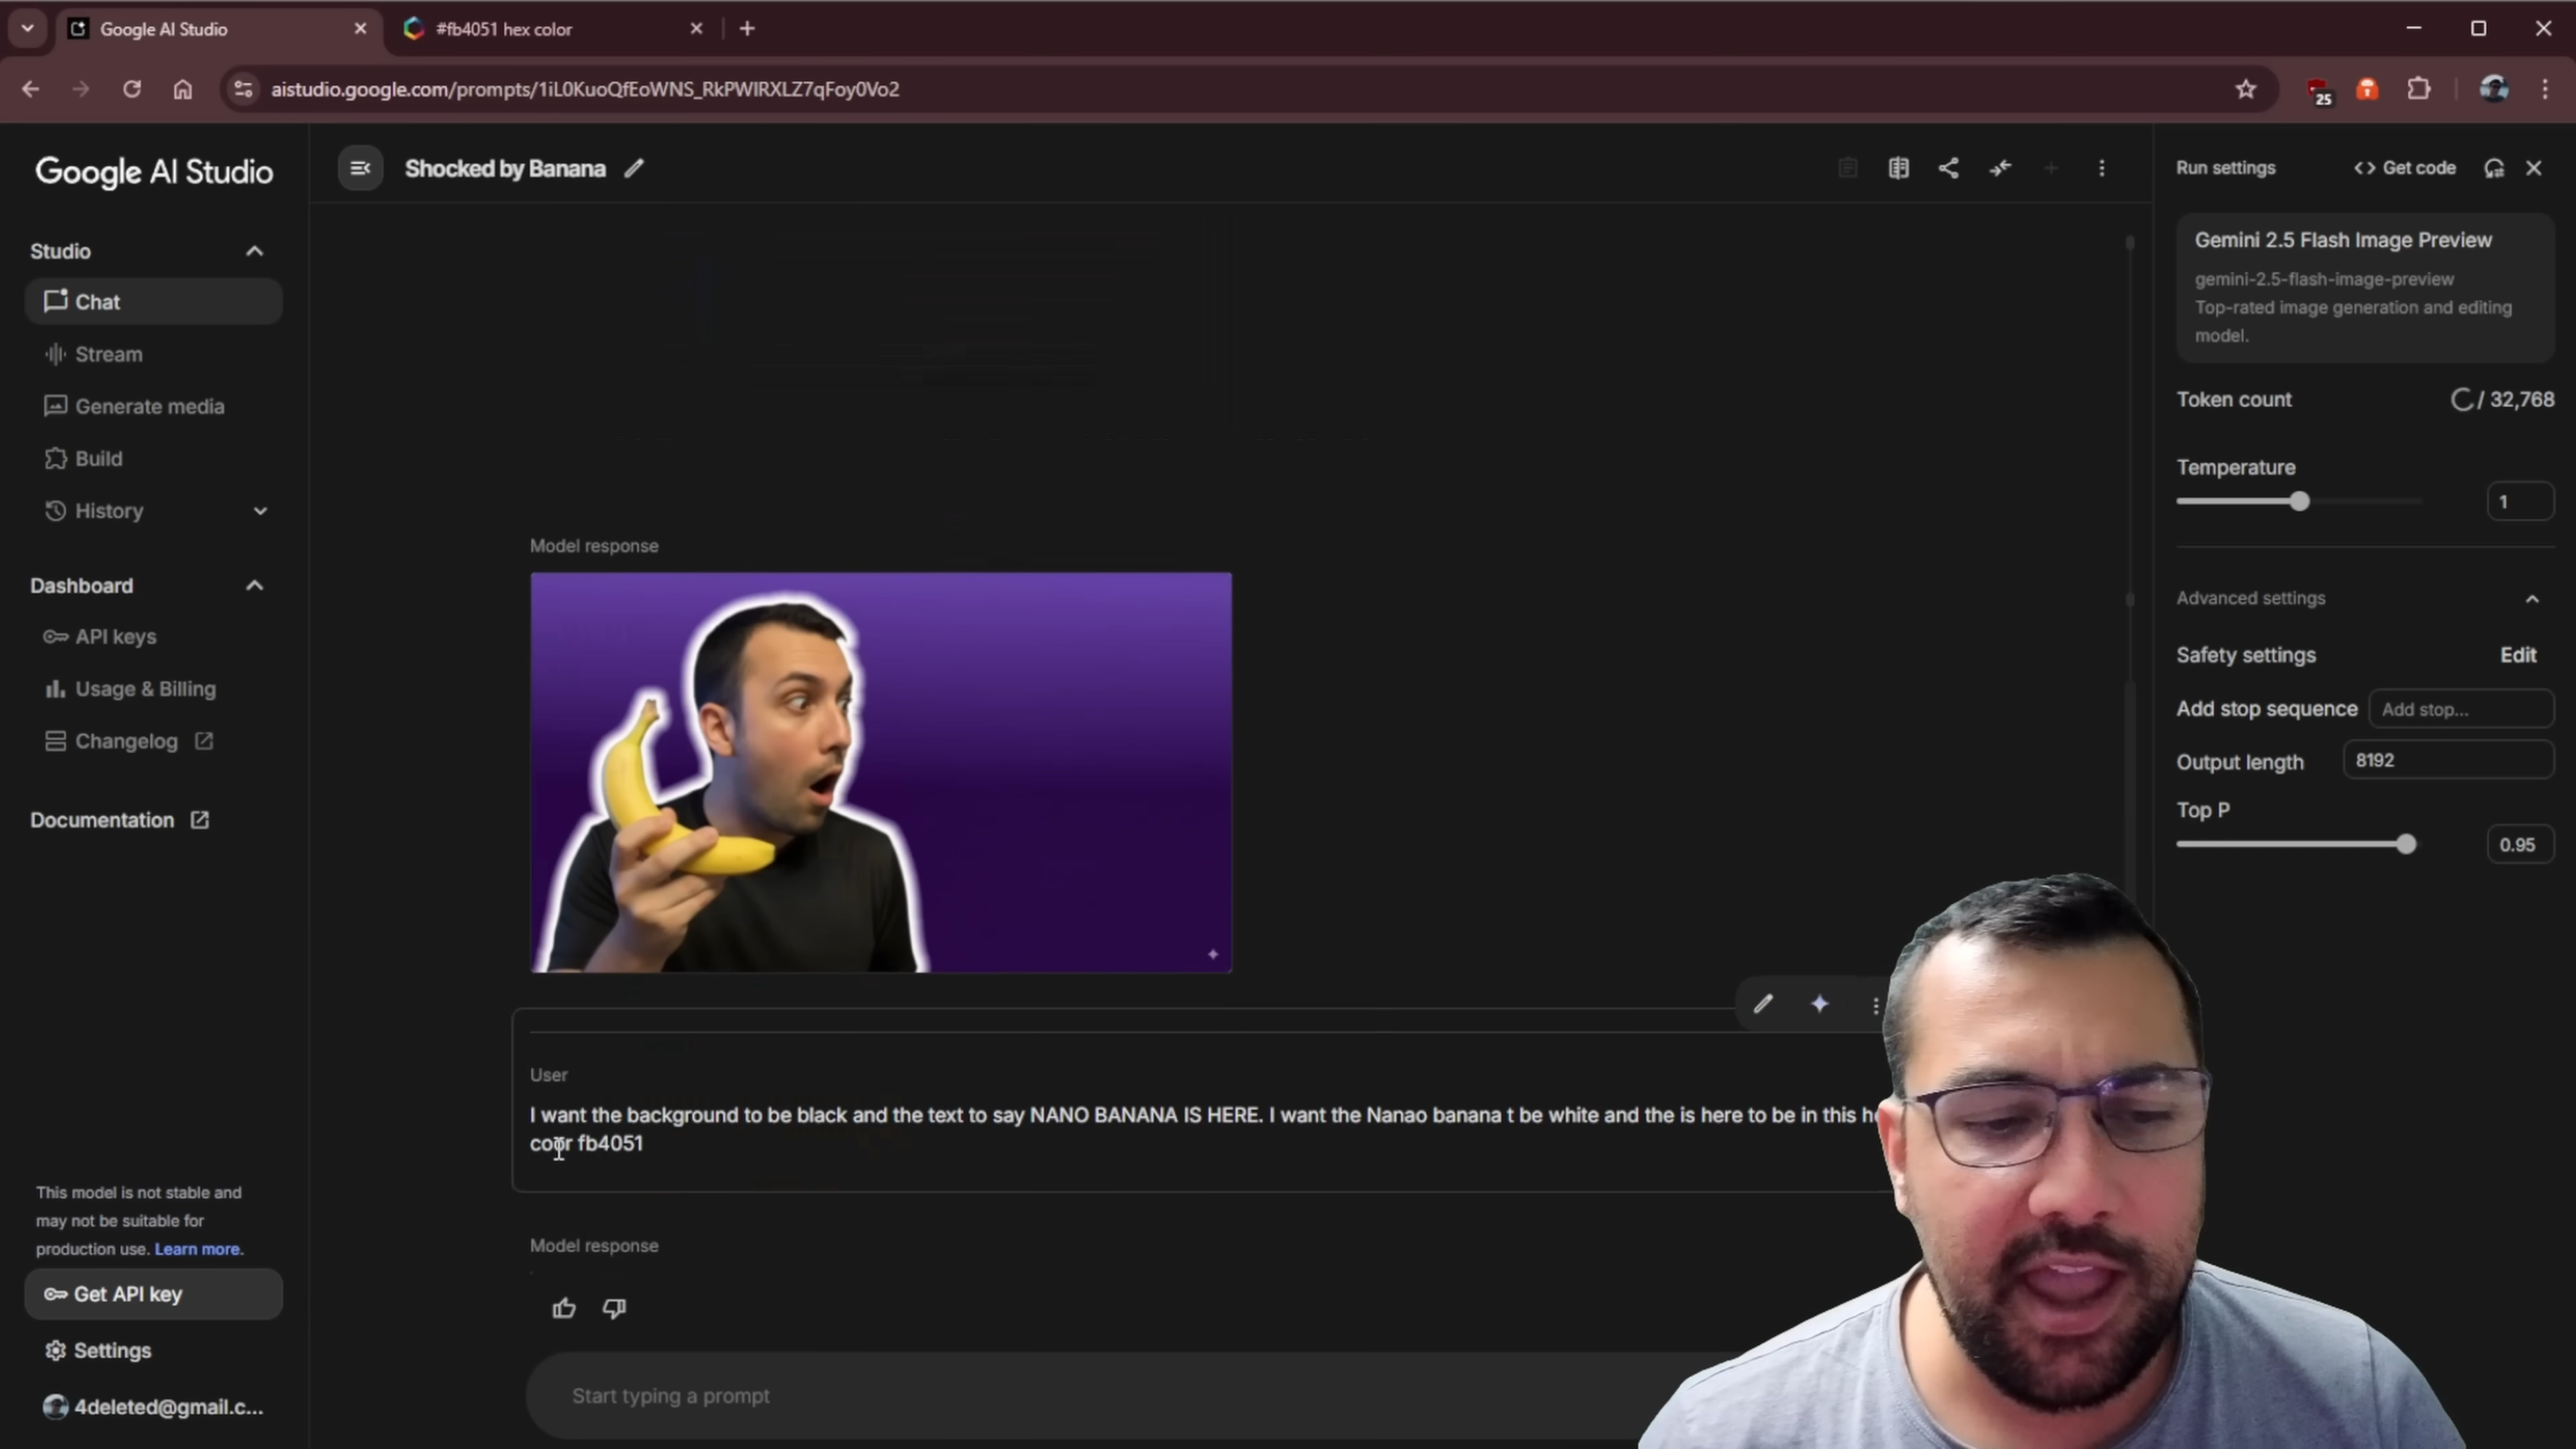 Google AI Studio
#fb4051 hex color
aistudio.google.com/prompts/1iL0KuoQfEoWNS_RkPWlRXLZ7qFoy0Vo2
25
Google AI Studio
Studio
Chat
Stream
Generate media
Build
History
Dashboard
API keys
Usage & Billing
Changelog
Documentation
This model is not stable and
may not be suitable for
production use. Learn more.
Get API key
Settings
4deleted@gmail.c...
Shocked by Banana
Model response
User
I want the background to be black and the text to say NANO BANANA IS HERE. I want the Nanao banana t be white and the is here to be in this
fb4051
Model response
Start typing a prompt
Run settings
<> Get code
Gemini 2.5 Flash Image Preview
gemini-2.5-flash-image-preview
Top-rated image generation and editing
model.
Token count
/ 32,768
Temperature
1
Advanced settings
Safety settings
Edit
Add stop sequence
Add stop...
Output length
8192
Top P
0.95